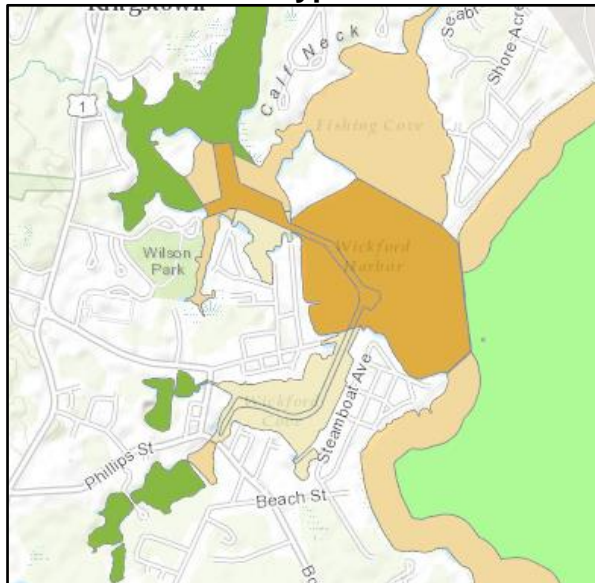 Kingstown
Calf Neck
Shore Acre
1
Fishing Cove
Wilson
Park
Wickford
Harbor
Wickford
Cove
Steamboat Ave
Phillips St
Beach St